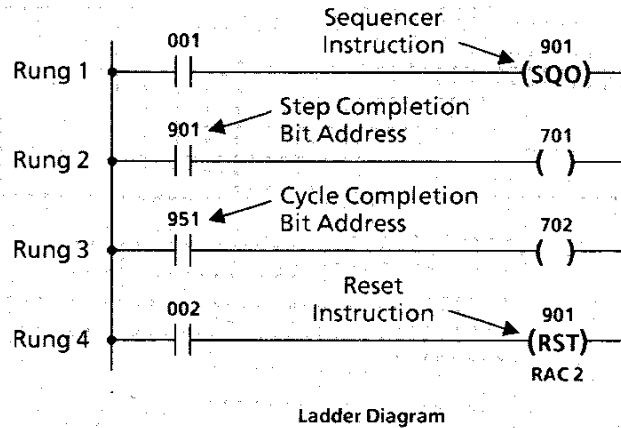 Sequencer
Instruction
001
901
Rung 1
(SQO)
Step Completion
Bit Address
901
701
Rung 2
( )
Cycle Completion
Bit Address
951
702
Rung 3
( )
Reset
Instruction
002
901
Rung 4
(RST)
RAC 2
Ladder Diagram